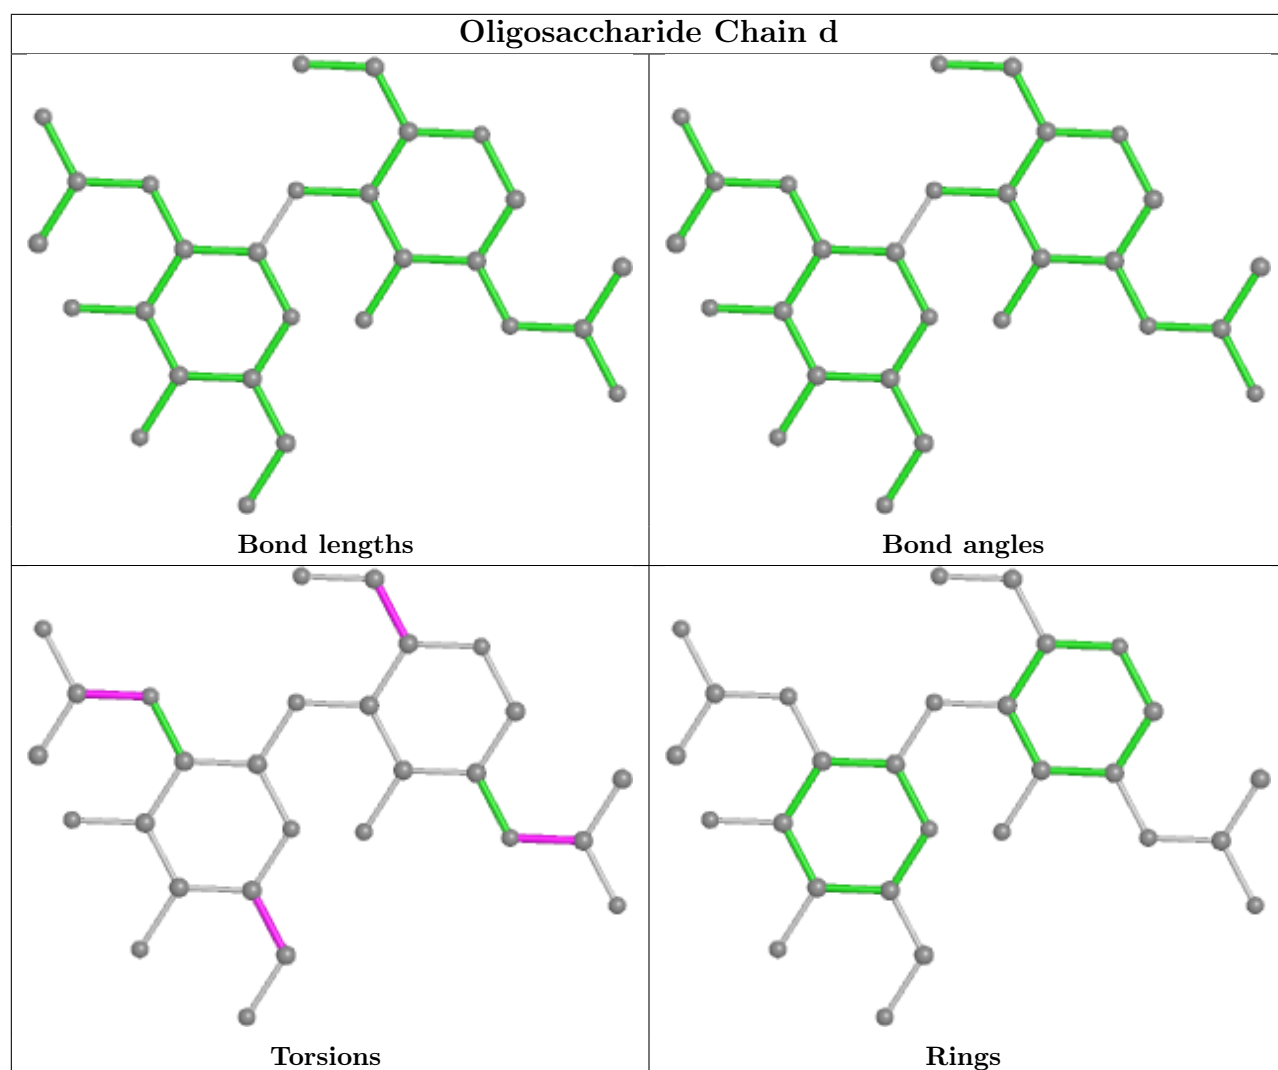 Oligosaccharide Chain d
Bond lengths
Bond angles
Torsions
Rings